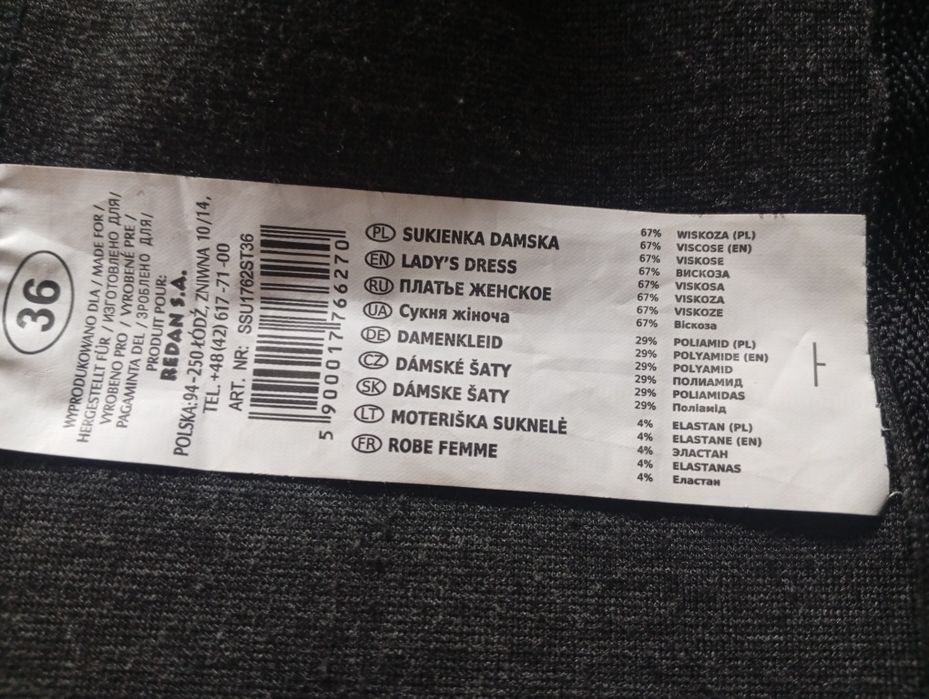 36
WYPRODUKOWANO DLA / MADE FOR /
HERGESTELLT FÜR / ИЗГОТОВЛЕНО ДЛЯ/
VYROBENO PRO / VYROBENÉ PRE /
PAGAMINTA DEL / ЗРОБЛЕНО ДЛЯ/
PRODUIT POUR:
REDAN S.A.
POLSKA:94-250 ŁÓDŹ, ŻNIWNA 10/14,
TEL. +48(42) 617-71-00
ART. NR: SSU1762ST36
5 900017 766270
PL SUKIENKA DAMSKA
EN LADY'S DRESS
RU ПЛАТЬЕ ЖЕНСКОЕ
UA Сукня жіноча
DE DAMENKLEID
CZ DÁMSKÉ ŠATY
SK DÁMSKE ŠATY
LT MOTERIŠKA SUKNELĖ
FR ROBE FEMME
67% WISKOZA (PL)
67% VISCOSE (EN)
67% VISKOSE
67% ВИСКОЗА
67% VISKOSA
67% VISKOZA
67% VISKOZE
67% Віскоза
29% POLIAMID (PL)
29% POLYAMIDE (EN)
29% POLYAMID
29% ПОЛИАМИД
29% POLIAMIDAS
29% Поліамід
4% ELASTAN (PL)
4% ELASTANE (EN)
4% ЭЛАСТАН
4% ELASTANAS
4% Еластан